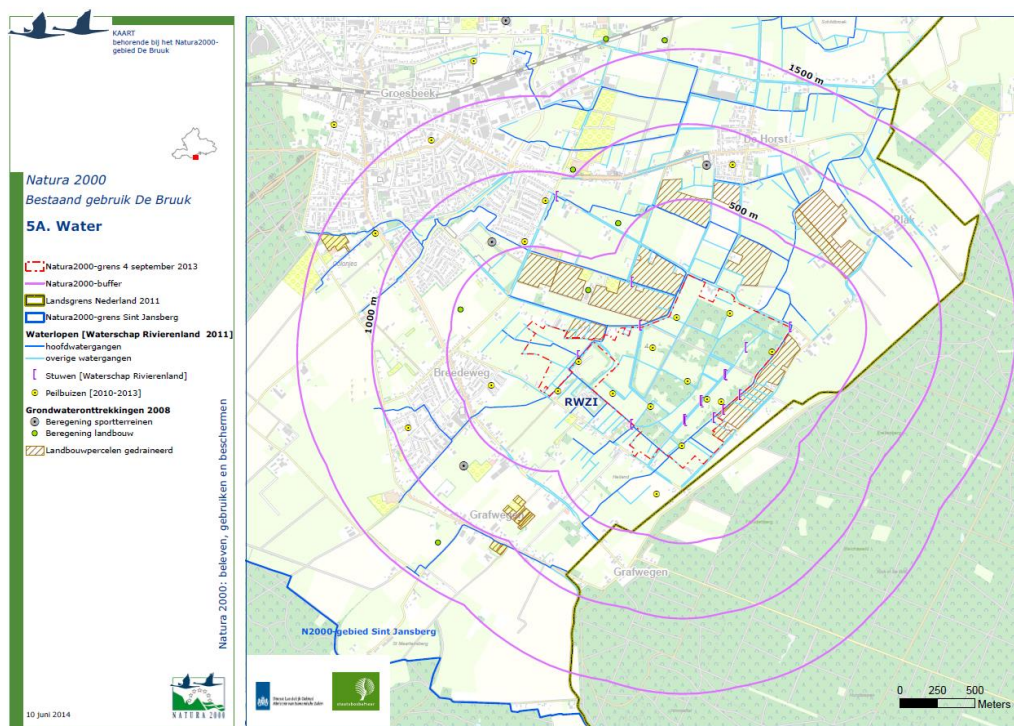 KAART
behorende bij het Natura2000-
gebied De Bruuk
Natura 2000
Bestaand gebruik De Bruuk
5A. Water
Natura2000-grens 4 september 2013
Natura2000-buffer
Landsgrens Nederland 2011
Natura2000-grens Sint Jansberg
Waterlopen [Waterschap Rivierenland 2011]
hoofdwatergangen
overige watergangen
Stuwen [Waterschap Rivierenland]
Peilbuizen [2010-2013]
Grondwateronttrekkingen 2008
Beregening sportterreinen
Beregening landbouw
Landbouwpercelen gedraineerd
Natura 2000: beleven, gebruiken en beschermen
NATURA 2000
10 juni 2014
1500 m
Groesbeek
De Horst
500 m
1000 m
Breedeweg
RWZI
Grafwegen
Grafwegen
N2000-gebied Sint Jansberg
0 250 500
Meters